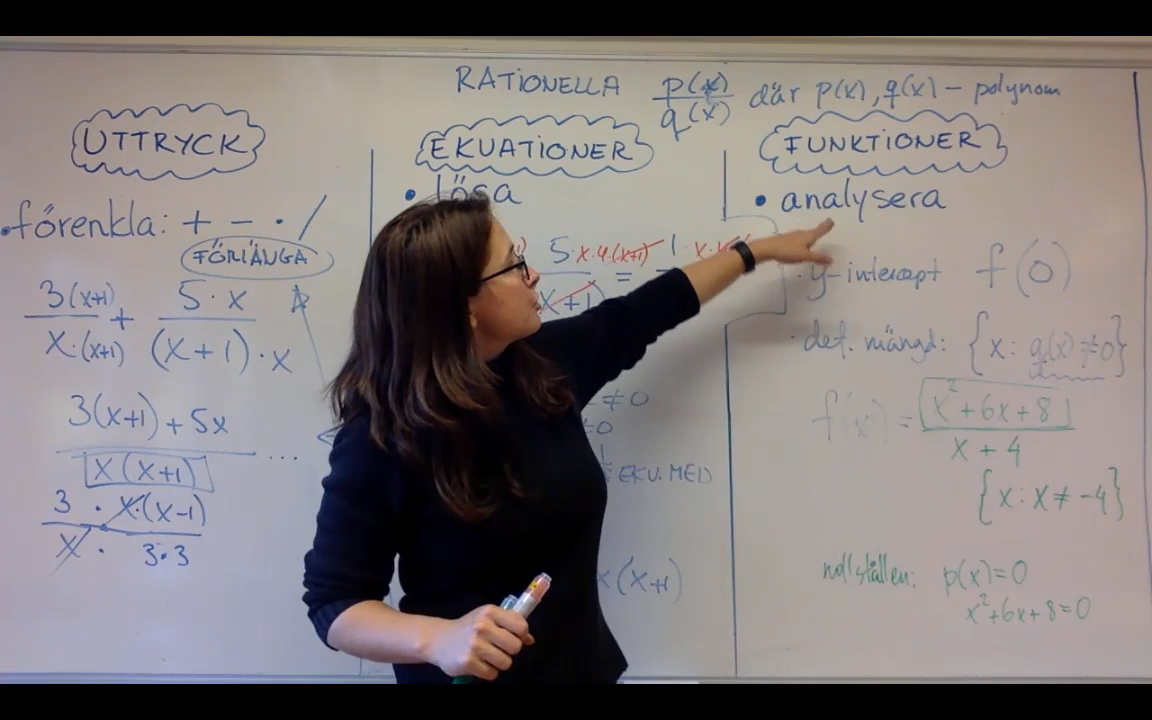 RATIONELLA p(x)/q(x) där p(x), q(x) – polynom
UTTRYCK
• förenkla: + − · /
FÖRLÄNGA
3(x+1)/x·(x+1) + 5·x/(x+1)·x
3(x+1)+5x
x(x+1) ...
3 · x·(x−1)
x · 3·3
EKUATIONER
• lösa
5·x·4·(x+1)
=
x+1)
≠0
≠0
EKV. MED
x(x+1)
FUNKTIONER
• analysera
· y-intercept f(0)
· def. mängd: {x: q(x)≠0}
f(x) = x²+6x+8
x+4
{x: x≠−4}
nollställen: p(x)=0
x²+6x+8=0